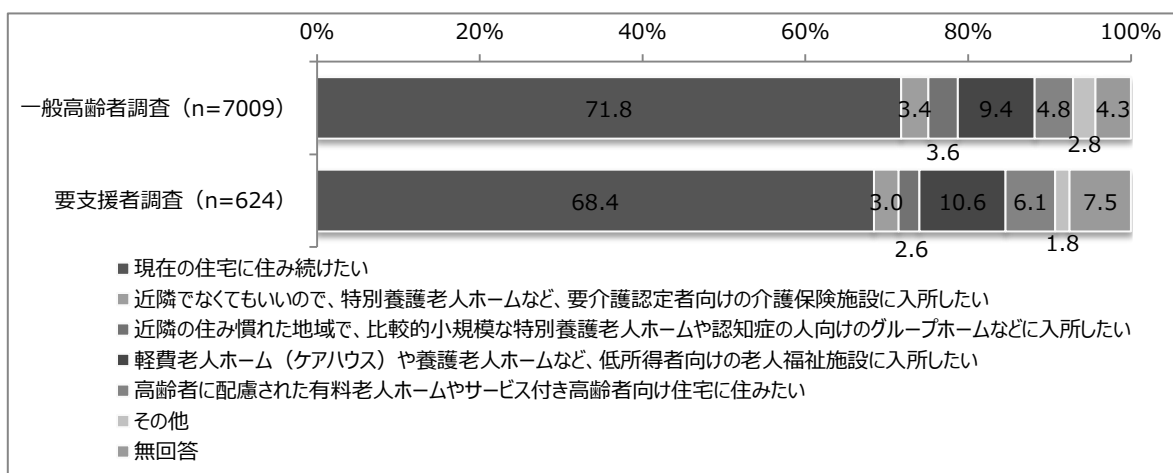 0% 20% 40% 60% 80% 100%
一般高齢者調査（n=7009） 71.8 3.4 3.6 9.4 4.8 2.8 4.3
要支援者調査（n=624） 68.4 3.0 2.6 10.6 6.1 1.8 7.5
現在の住宅に住み続けたい
近隣でなくてもいいので、特別養護老人ホームなど、要介護認定者向けの介護保険施設に入所したい
近隣の住み慣れた地域で、比較的小規模な特別養護老人ホームや認知症の人向けのグループホームなどに入所したい
軽費老人ホーム（ケアハウス）や養護老人ホームなど、低所得者向けの老人福祉施設に入所したい
高齢者に配慮された有料老人ホームやサービス付き高齢者向け住宅に住みたい
その他
無回答